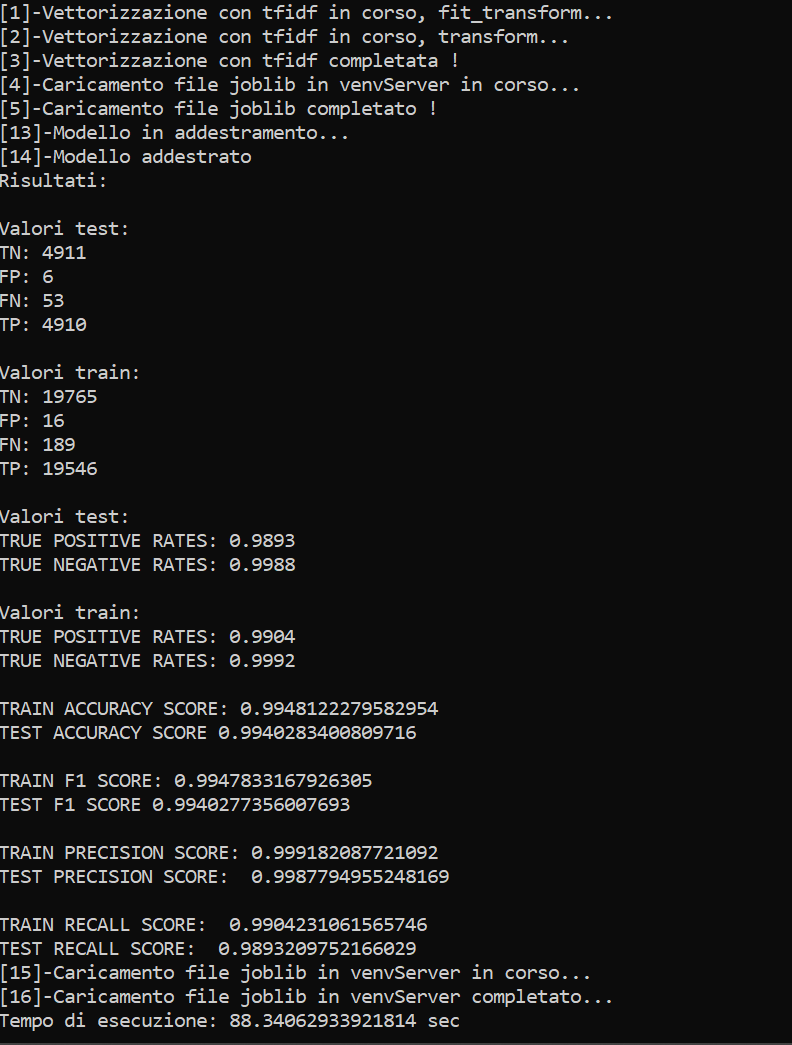 [1]-Vettorizzazione con tfidf in corso, fit_transform...
[2]-Vettorizzazione con tfidf in corso, transform...
[3]-Vettorizzazione con tfidf completata !
[4]-Caricamento file joblib in venvServer in corso...
[5]-Caricamento file joblib completato !
[13]-Modello in addestramento...
[14]-Modello addestrato
Risultati:
Valori test:
TN: 4911
FP: 6
FN: 53
TP: 4910
Valori train:
TN: 19765
FP: 16
FN: 189
TP: 19546
Valori test:
TRUE POSITIVE RATES: 0.9893
TRUE NEGATIVE RATES: 0.9988
Valori train:
TRUE POSITIVE RATES: 0.9904
TRUE NEGATIVE RATES: 0.9992
TRAIN ACCURACY SCORE: 0.9948122279582954
TEST ACCURACY SCORE 0.9940283400809716
TRAIN F1 SCORE: 0.9947833167926305
TEST F1 SCORE 0.9940277356007693
TRAIN PRECISION SCORE: 0.999182087721092
TEST PRECISION SCORE:  0.9987794955248169
TRAIN RECALL SCORE:  0.9904231061565746
TEST RECALL SCORE:  0.9893209752166029
[15]-Caricamento file joblib in venvServer in corso...
[16]-Caricamento file joblib in venvServer completato...
Tempo di esecuzione: 88.34062933921814 sec